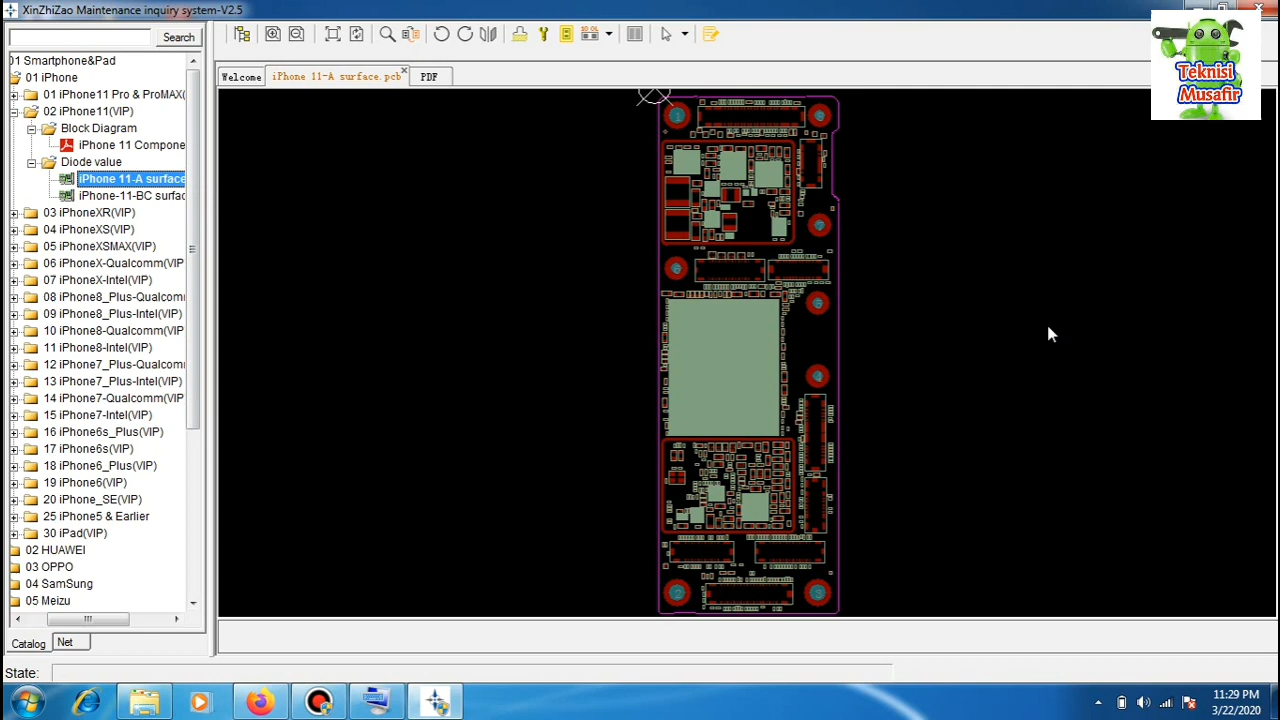 XinZhiZao Maintenance inquiry system-V2.5
Search
Teknisi
Musafir
Welcome
iPhone 11-A surface.pcb
PDF
01 Smartphone&Pad
01 iPhone
01 iPhone11 Pro & ProMAX(
02 iPhone11(VIP)
Block Diagram
iPhone 11 Compone
Diode value
iPhone 11-A surface
iPhone-11-BC surfac
03 iPhoneXR(VIP)
04 iPhoneXS(VIP)
05 iPhoneXSMAX(VIP)
06 iPhoneX-Qualcomm(VIP
07 iPhoneX-Intel(VIP)
08 iPhone8_Plus-Qualcomm
09 iPhone8_Plus-Intel(VIP)
10 iPhone8-Qualcomm(VIP
11 iPhone8-Intel(VIP)
12 iPhone7_Plus-Qualcomm
13 iPhone7_Plus-Intel(VIP)
14 iPhone7-Qualcomm(VIP
15 iPhone7-Intel(VIP)
16 iPhone6S_Plus(VIP)
17 iPhone6S(VIP)
18 iPhone6_Plus(VIP)
19 iPhone6(VIP)
20 iPhone_SE(VIP)
25 iPhone5 & Earlier
30 iPad(VIP)
02 HUAWEI
03 OPPO
04 SamSung
05 Meizu
1
2
3
Catalog
Net
State:
11:29 PM
3/22/2020